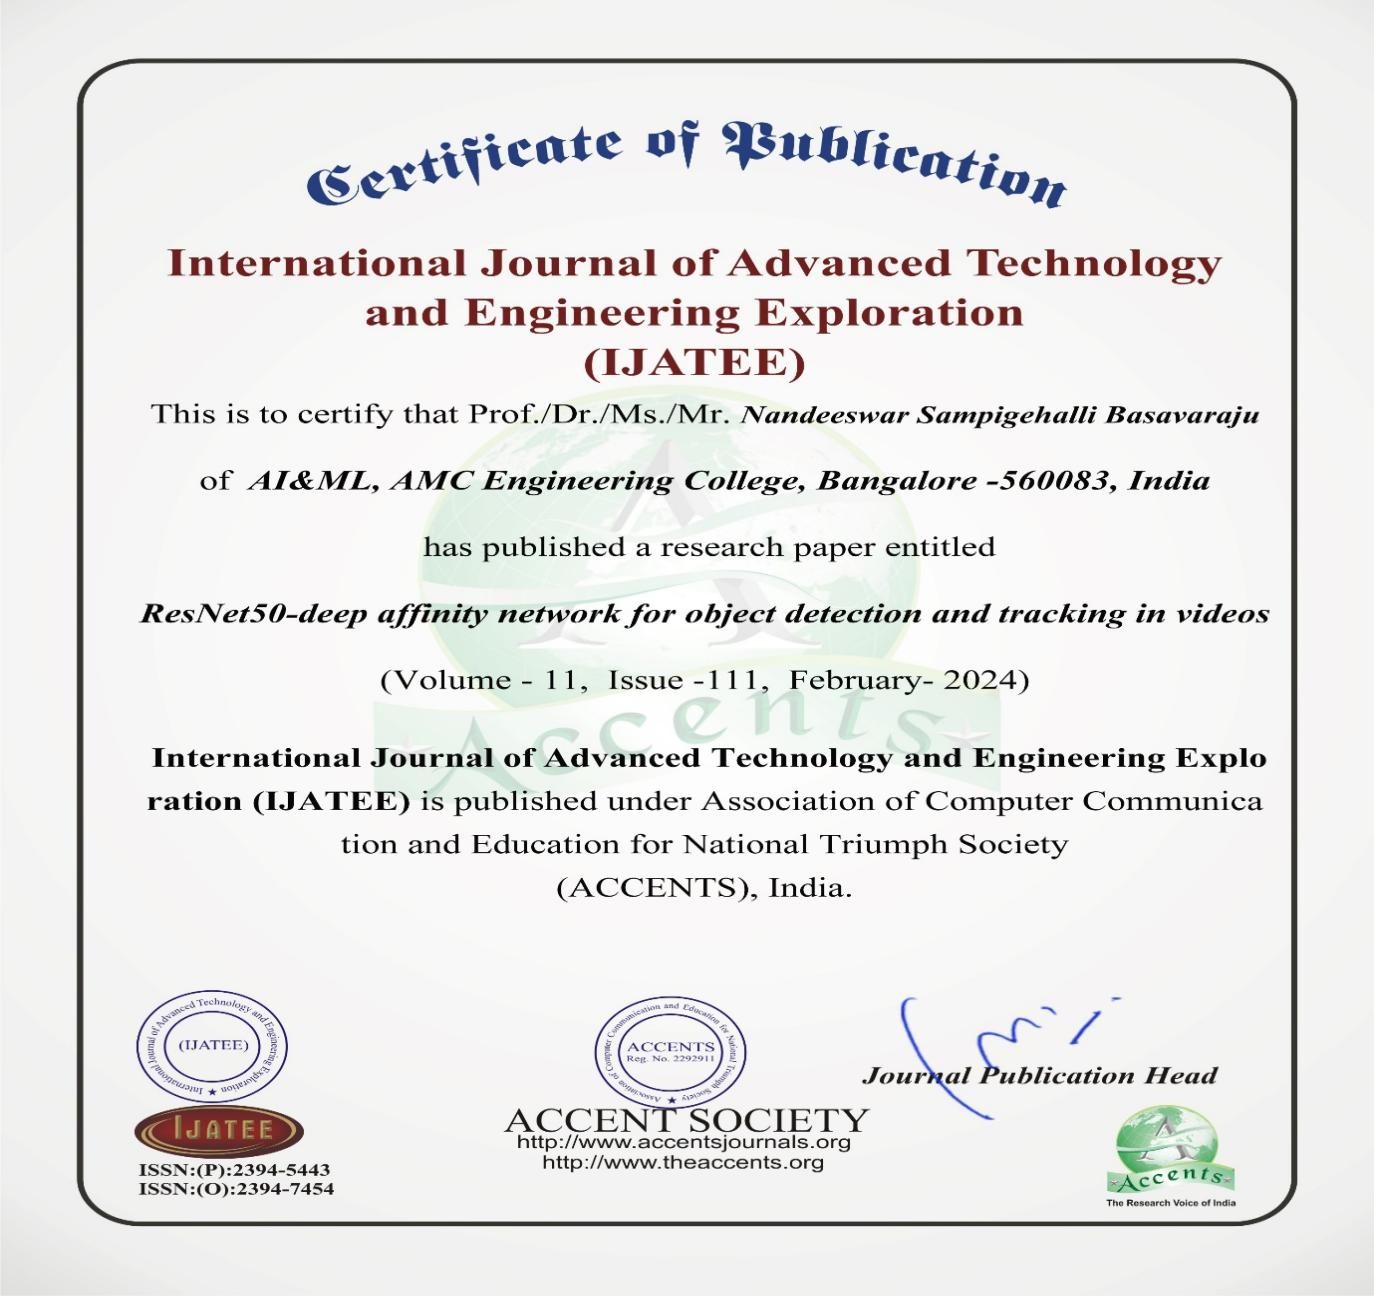 Certificate of Publication
International Journal of Advanced Technology
and Engineering Exploration
(IJATEE)
This is to certify that Prof./Dr./Ms./Mr. Nandeeswar Sampigehalli Basavaraju
of AI&ML, AMC Engineering College, Bangalore -560083, India
has published a research paper entitled
ResNet50-deep affinity network for object detection and tracking in videos
(Volume - 11, Issue -111, February- 2024)
Accents
International Journal of Advanced Technology and Engineering Explo
ration (IJATEE) is published under Association of Computer Communica
tion and Education for National Triumph Society
(ACCENTS), India.
International Journal of Advanced Technology and Engineering Exploration
(IJATEE)
IJATEE
ISSN:(P):2394-5443
ISSN:(O):2394-7454
Association of Computer Communication and Education for National Triumph Society
ACCENTS
Reg. No. 2292911
ACCENT SOCIETY
http://www.accentsjournals.org
http://www.theaccents.org
Journal Publication Head
Accents
The Research Voice of India